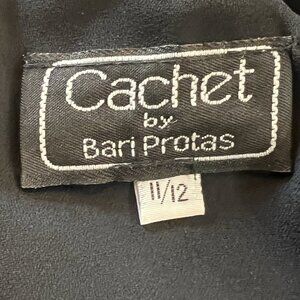 Cachet
by
Bari Protas
11/12